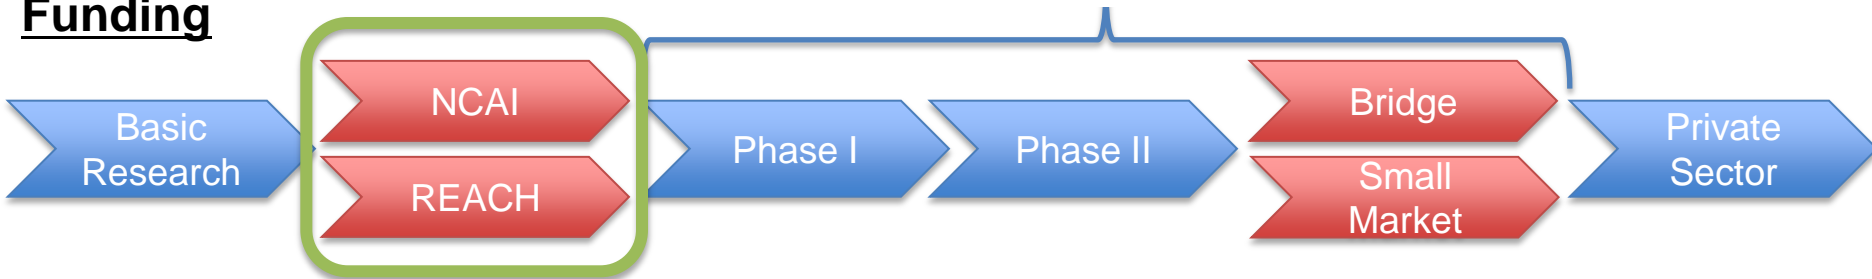 Funding
Basic
Research
NCAI
REACH
Phase I
Phase II
Bridge
Small
Market
Private
Sector